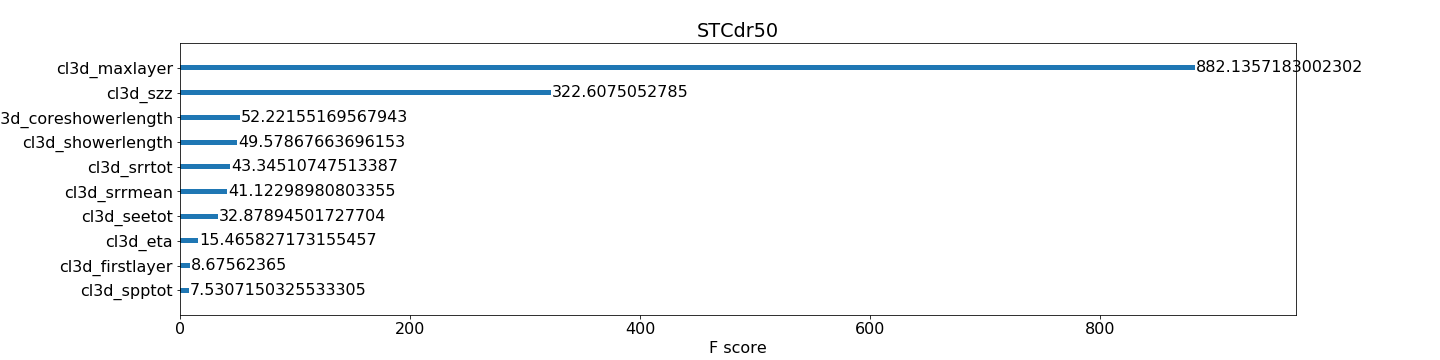 STCdr50
cl3d_maxlayer 882.1357183002302
cl3d_szz 322.6075052785
3d_coreshowerlength 52.22155169567943
cl3d_showerlength 49.57867663696153
cl3d_srrtot 43.34510747513387
cl3d_srrmean 41.12298980803355
cl3d_seetot 32.87894501727704
cl3d_eta 15.465827173155457
cl3d_firstlayer 8.67562365
cl3d_spptot 7.5307150325533305
0 200 400 600 800
F score